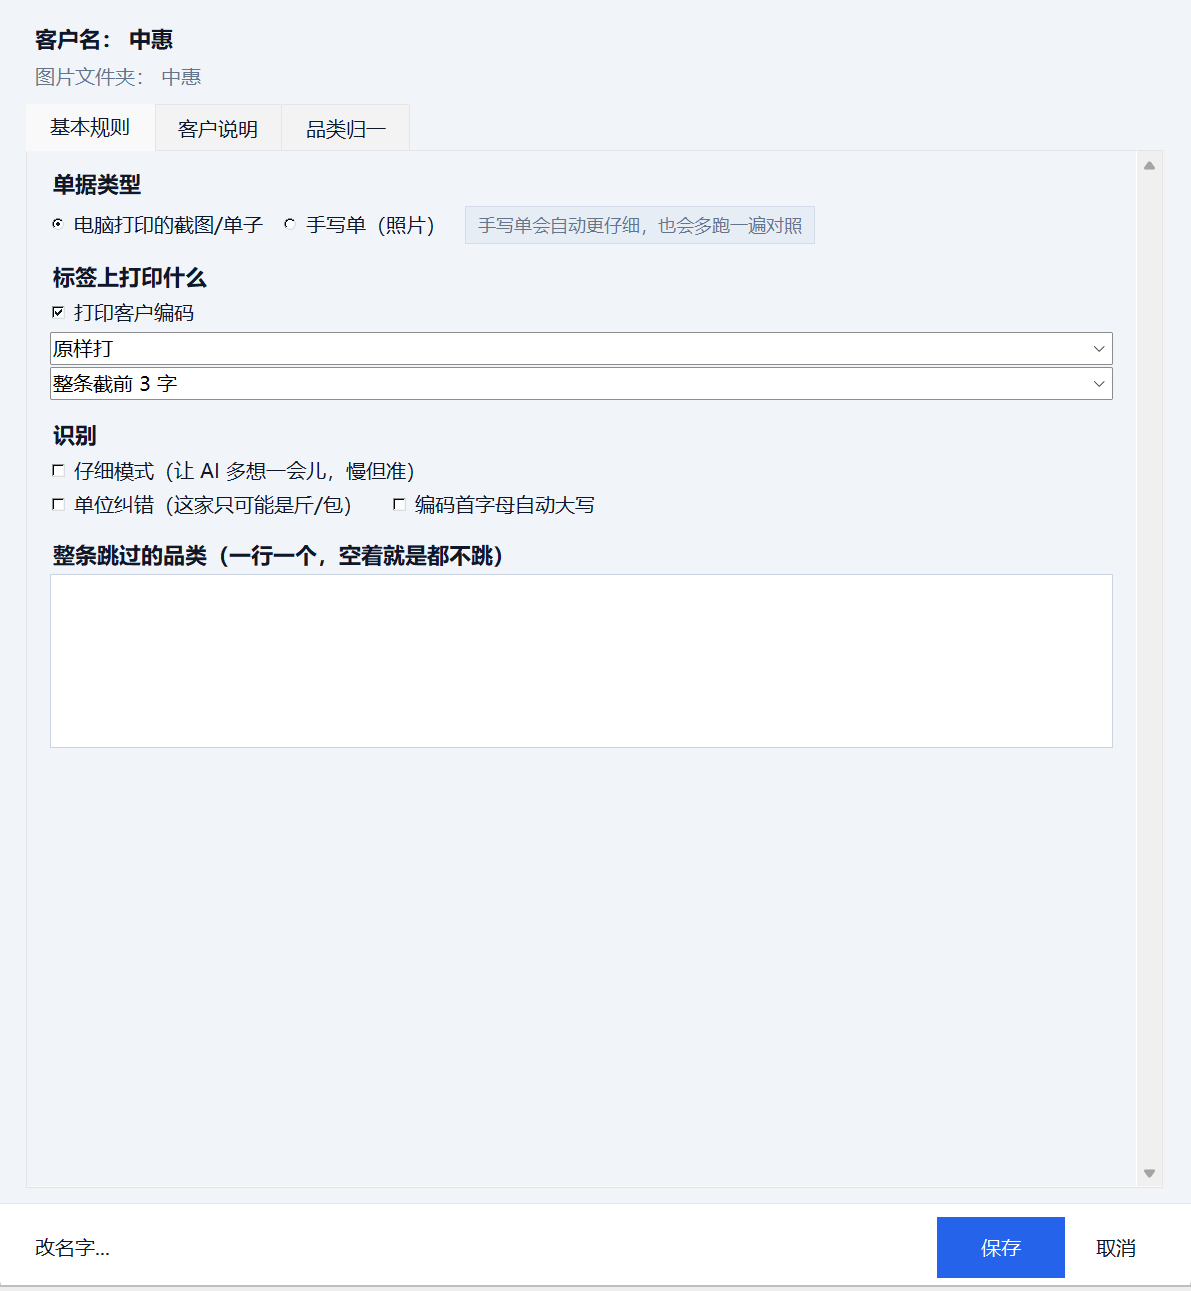 客户名： 中惠
图片文件夹： 中惠
基本规则 客户说明 品类归一
单据类型
电脑打印的截图/单子 手写单（照片） 手写单会自动更仔细，也会多跑一遍对照
标签上打印什么
打印客户编码
原样打
整条截前 3 字
识别
仔细模式（让 AI 多想一会儿，慢但准）
单位纠错（这家只可能是斤/包） 编码首字母自动大写
整条跳过的品类（一行一个，空着就是都不跳）
改名字... 保存 取消